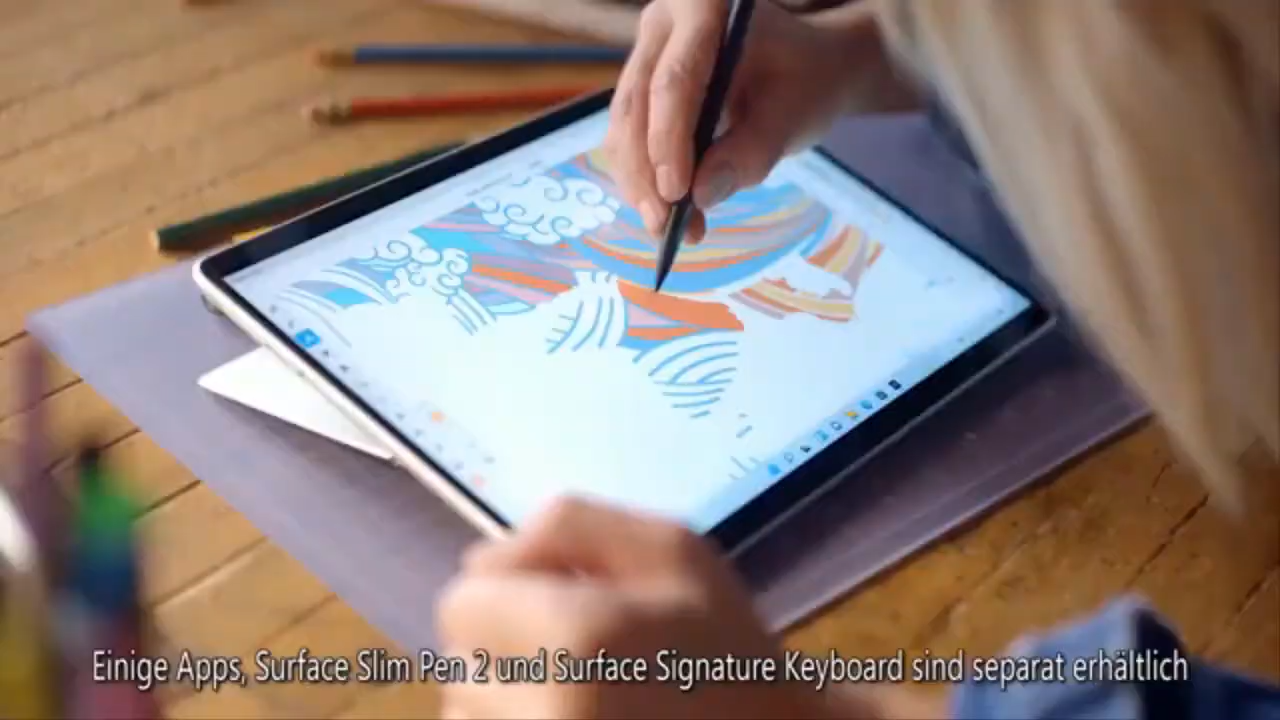 Einige Apps, Surface Slim Pen 2 und Surface Signature Keyboard sind separat erhältlich